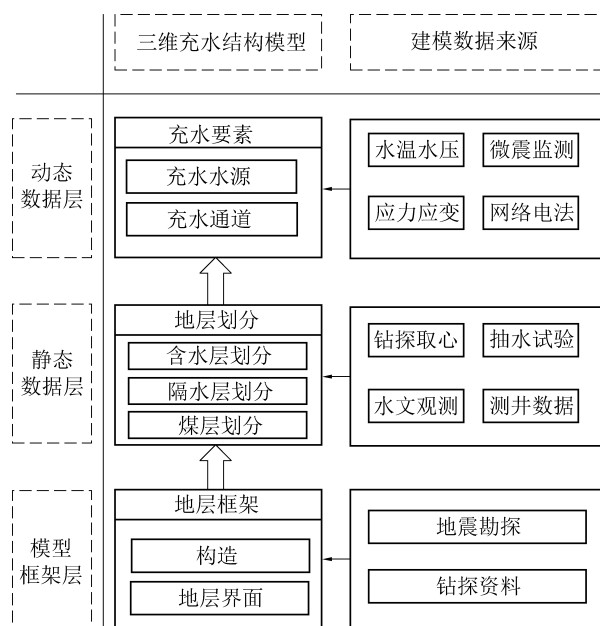 三维充水结构模型
建模数据来源
动态
数据层
充水要素
充水水源
充水通道
水温水压
微震监测
应力应变
网络电法
静态
数据层
地层划分
含水层划分
隔水层划分
煤层划分
钻探取心
抽水试验
水文观测
测井数据
模型
框架层
地层框架
构造
地层界面
地震勘探
钻探资料